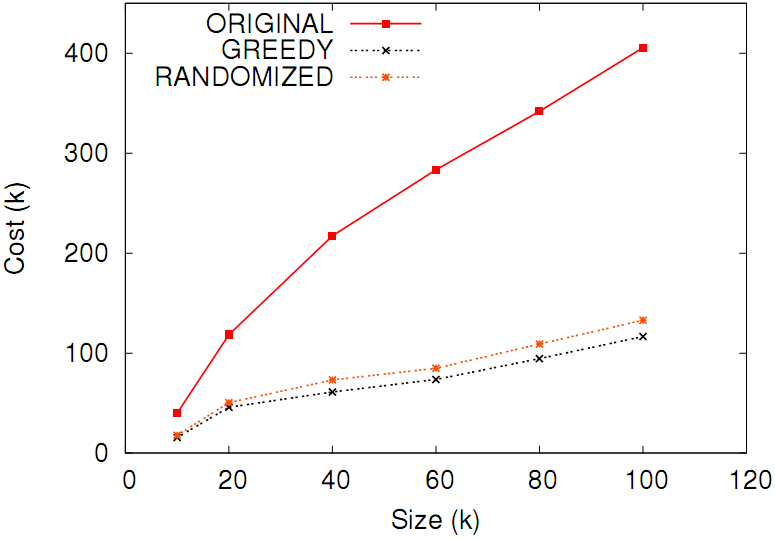 ORIGINAL
GREEDY
RANDOMIZED
400
300
200
100
0
Cost (k)
0 20 40 60 80 100 120
Size (k)